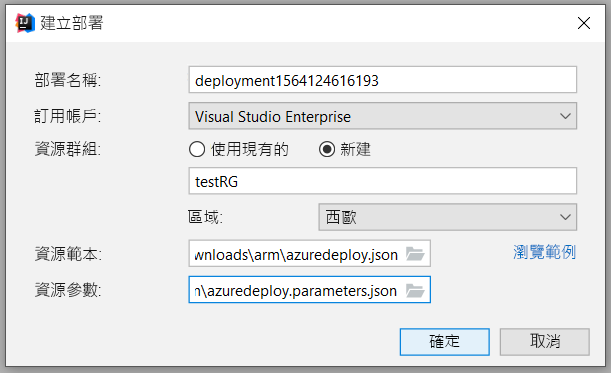 建立部署
部署名稱: deployment1564124616193
訂用帳戶: Visual Studio Enterprise
資源群組: 使用現有的 新建
testRG
區域: 西歐
資源範本: wnloads\arm\azuredeploy.json 瀏覽範例
資源參數: n\azuredeploy.parameters.json
確定 取消